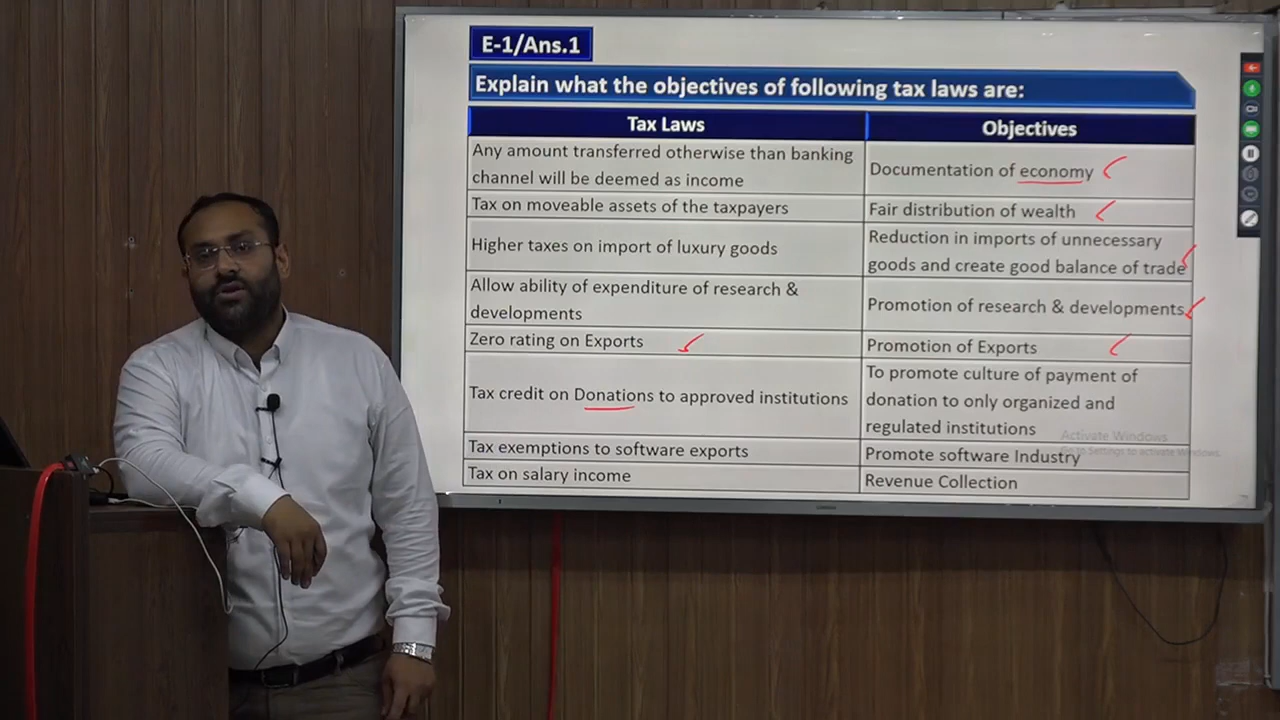 E-1/Ans.1
Explain what the objectives of following tax laws are:
Tax Laws
Objectives
Any amount transferred otherwise than banking
channel will be deemed as income
Documentation of economy
Tax on moveable assets of the taxpayers
Fair distribution of wealth
Higher taxes on import of luxury goods
Reduction in imports of unnecessary
goods and create good balance of trade
Allow ability of expenditure of research &
developments
Promotion of research & developments
Zero rating on Exports
Promotion of Exports
Tax credit on Donations to approved institutions
To promote culture of payment of
donation to only organized and
regulated institutions
Activate Windows
Go to Settings to activate Windows.
Tax exemptions to software exports
Promote software Industry
Tax on salary income
Revenue Collection